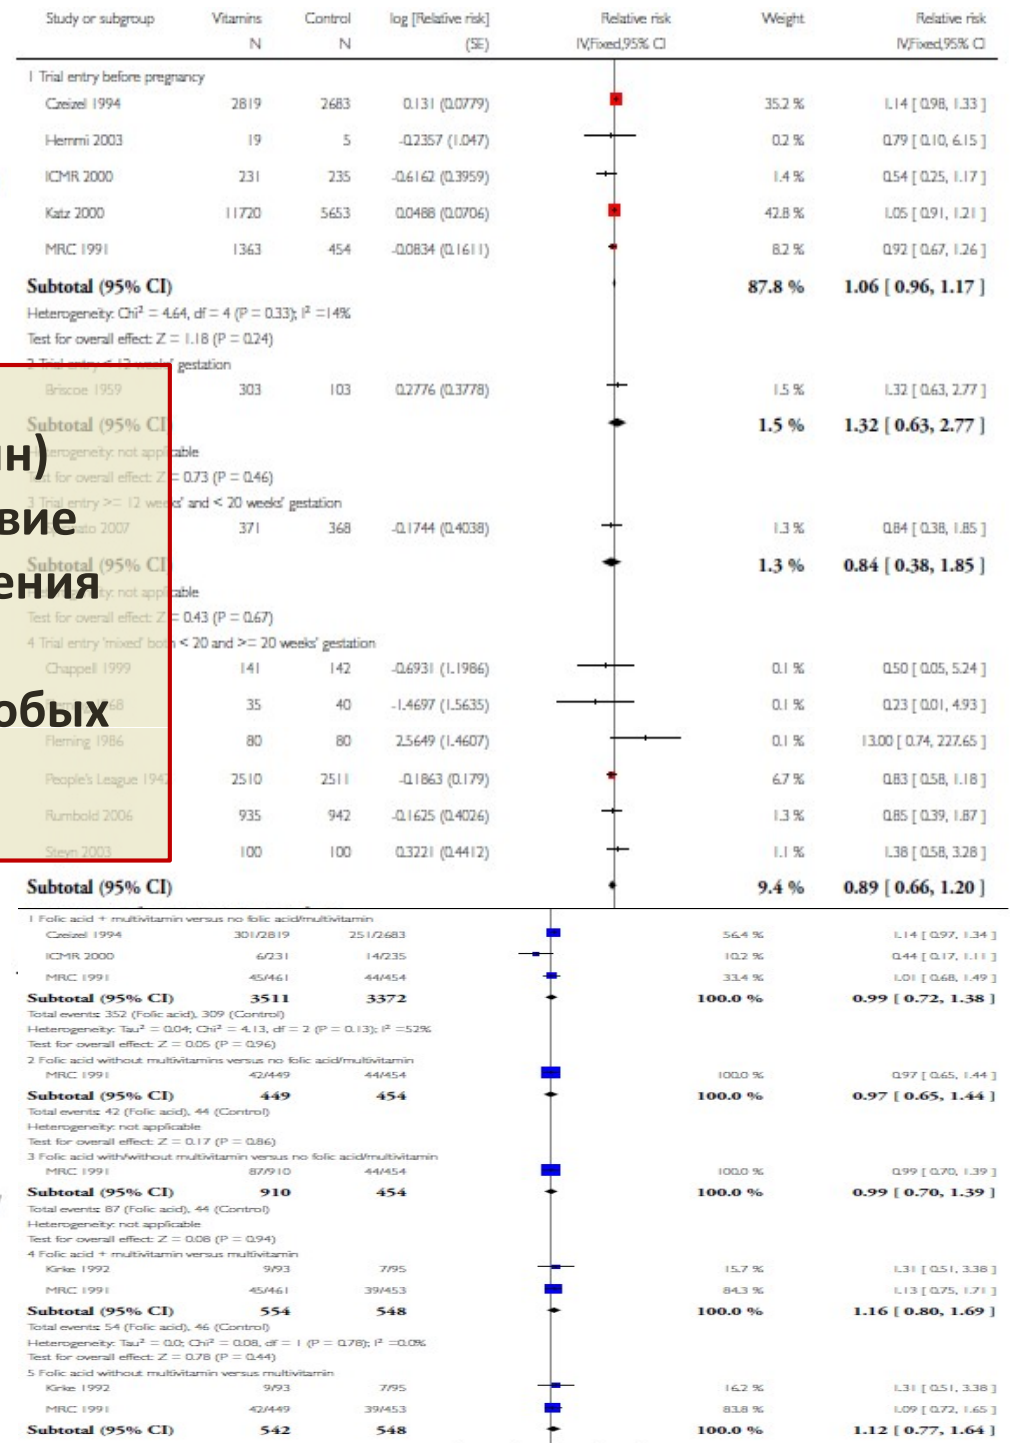 Study or subgroup Vitamins Control log [Relative risk] Relative risk Weight Relative risk
N N (SE) IV,Fixed,95% CI IV,Fixed,95% CI
1 Trial entry before pregnancy
Czeizel 1994 2819 2683 0.131 (0.0779) 35.2 % 1.14 [ 0.98, 1.33 ]
Hemmi 2003 19 5 -0.2357 (1.047) 0.2 % 0.79 [ 0.10, 6.15 ]
ICMR 2000 231 235 -0.6162 (0.3959) 1.4 % 0.54 [ 0.25, 1.17 ]
Katz 2000 11720 5653 0.0488 (0.0706) 42.8 % 1.05 [ 0.91, 1.21 ]
MRC 1991 1363 454 -0.0834 (0.1611) 8.2 % 0.92 [ 0.67, 1.26 ]
Subtotal (95% CI) 87.8 % 1.06 [ 0.96, 1.17 ]
Heterogeneity: Chi² = 4.64, df = 4 (P = 0.33); I² =14%
Test for overall effect: Z = 1.18 (P = 0.24)
2 Trial entry < 12 weeks' gestation
Briscoe 1959 303 103 0.2776 (0.3778) 1.5 % 1.32 [ 0.63, 2.77 ]
Subtotal (95% CI) 1.5 % 1.32 [ 0.63, 2.77 ]
ин)
Heterogeneity: not applicable
Test for overall effect: Z = 0.73 (P = 0.46)
3 Trial entry >= 12 weeks' and < 20 weeks' gestation
вие
2007 371 368 -0.1744 (0.4038) 1.3 % 0.84 [ 0.38, 1.85 ]
Subtotal (95% CI) 1.3 % 0.84 [ 0.38, 1.85 ]
ения
Heterogeneity: not applicable
Test for overall effect: Z = 0.43 (P = 0.67)
4 Trial entry 'mixed' both < 20 and >= 20 weeks' gestation
Chappell 1999 141 142 -0.6931 (1.1986) 0.1 % 0.50 [ 0.05, 5.24 ]
обых
35 40 -1.4697 (1.5635) 0.1 % 0.23 [ 0.01, 4.93 ]
Fleming 1986 80 80 2.5649 (1.4607) 0.1 % 13.00 [ 0.74, 227.65 ]
People's League 1942 2510 2511 -0.1863 (0.179) 6.7 % 0.83 [ 0.58, 1.18 ]
Rumbold 2006 935 942 -0.1625 (0.4026) 1.3 % 0.85 [ 0.39, 1.87 ]
Steyn 2003 100 100 0.3221 (0.4412) 1.1 % 1.38 [ 0.58, 3.28 ]
Subtotal (95% CI) 9.4 % 0.89 [ 0.66, 1.20 ]
1 Folic acid + multivitamin versus no folic acid/multivitamin
Czeizel 1994 301/2819 251/2683 56.4 % 1.14 [ 0.97, 1.34 ]
ICMR 2000 6/231 14/235 10.2 % 0.44 [ 0.17, 1.11 ]
MRC 1991 45/461 44/454 33.4 % 1.01 [ 0.68, 1.49 ]
Subtotal (95% CI) 3511 3372 100.0 % 0.99 [ 0.72, 1.38 ]
Total events: 352 (Folic acid), 309 (Control)
Heterogeneity: Tau² = 0.04; Chi² = 4.13, df = 2 (P = 0.13); I² =52%
Test for overall effect: Z = 0.05 (P = 0.96)
2 Folic acid without multivitamins versus no folic acid/multivitamin
MRC 1991 42/449 44/454 100.0 % 0.97 [ 0.65, 1.44 ]
Subtotal (95% CI) 449 454 100.0 % 0.97 [ 0.65, 1.44 ]
Total events: 42 (Folic acid), 44 (Control)
Heterogeneity: not applicable
Test for overall effect: Z = 0.17 (P = 0.86)
3 Folic acid with/without multivitamin versus no folic acid/multivitamin
MRC 1991 87/910 44/454 100.0 % 0.99 [ 0.70, 1.39 ]
Subtotal (95% CI) 910 454 100.0 % 0.99 [ 0.70, 1.39 ]
Total events: 87 (Folic acid), 44 (Control)
Heterogeneity: not applicable
Test for overall effect: Z = 0.08 (P = 0.94)
4 Folic acid + multivitamin versus multivitamin
Kirke 1992 9/93 7/95 15.7 % 1.31 [ 0.51, 3.38 ]
MRC 1991 45/461 39/453 84.3 % 1.13 [ 0.75, 1.71 ]
Subtotal (95% CI) 554 548 100.0 % 1.16 [ 0.80, 1.69 ]
Total events: 54 (Folic acid), 46 (Control)
Heterogeneity: Tau² = 0.0; Chi² = 0.08, df = 1 (P = 0.78); I² =0.0%
Test for overall effect: Z = 0.78 (P = 0.44)
5 Folic acid without multivitamin versus multivitamin
Kirke 1992 9/93 7/95 16.2 % 1.31 [ 0.51, 3.38 ]
MRC 1991 42/449 39/453 83.8 % 1.09 [ 0.72, 1.65 ]
Subtotal (95% CI) 542 548 100.0 % 1.12 [ 0.77, 1.64 ]